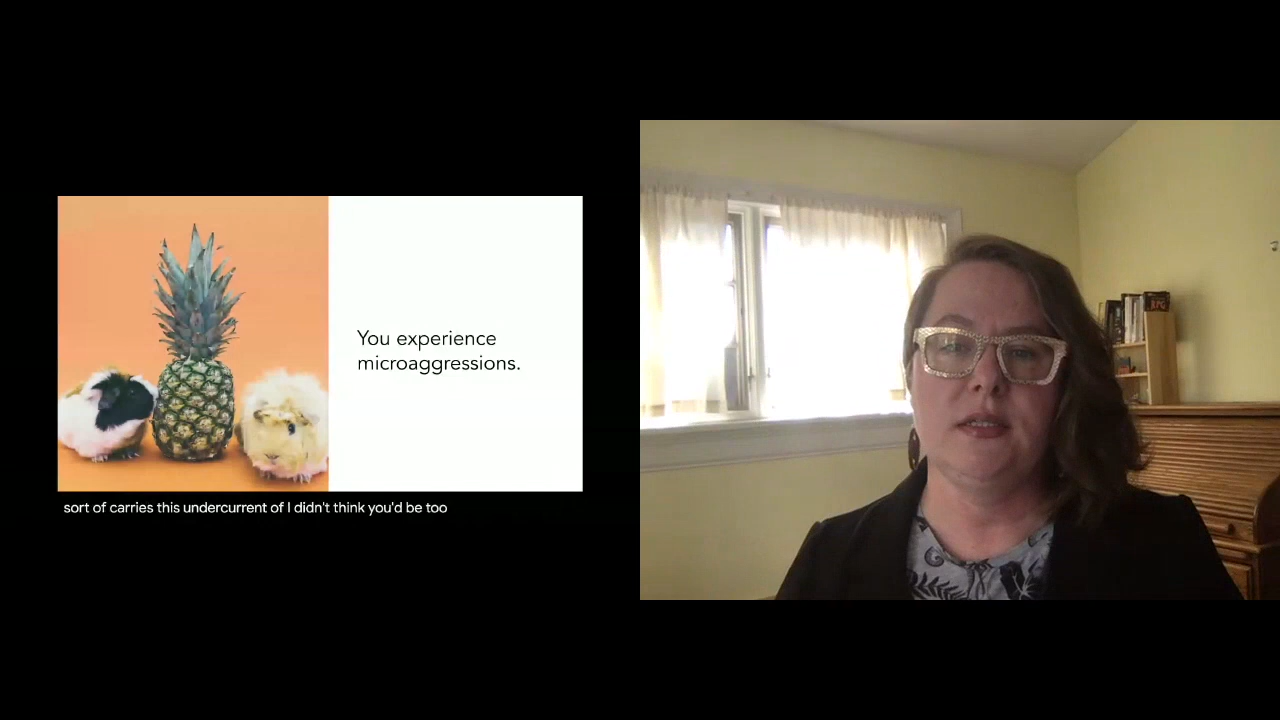 You experience
microaggressions.
sort of carries this undercurrent of I didn't think you'd be too